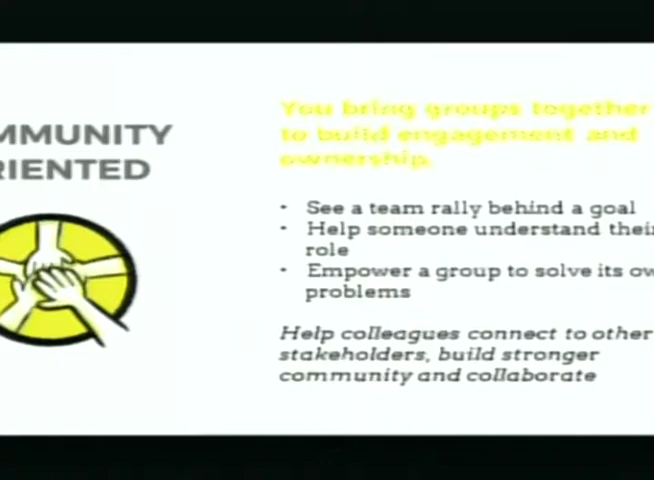 MMUNITY
RIENTED
You bring groups together
to build engagement and
ownership.
• See a team rally behind a goal
• Help someone understand their
role
• Empower a group to solve its ow
problems
Help colleagues connect to other
stakeholders, build stronger
community and collaborate